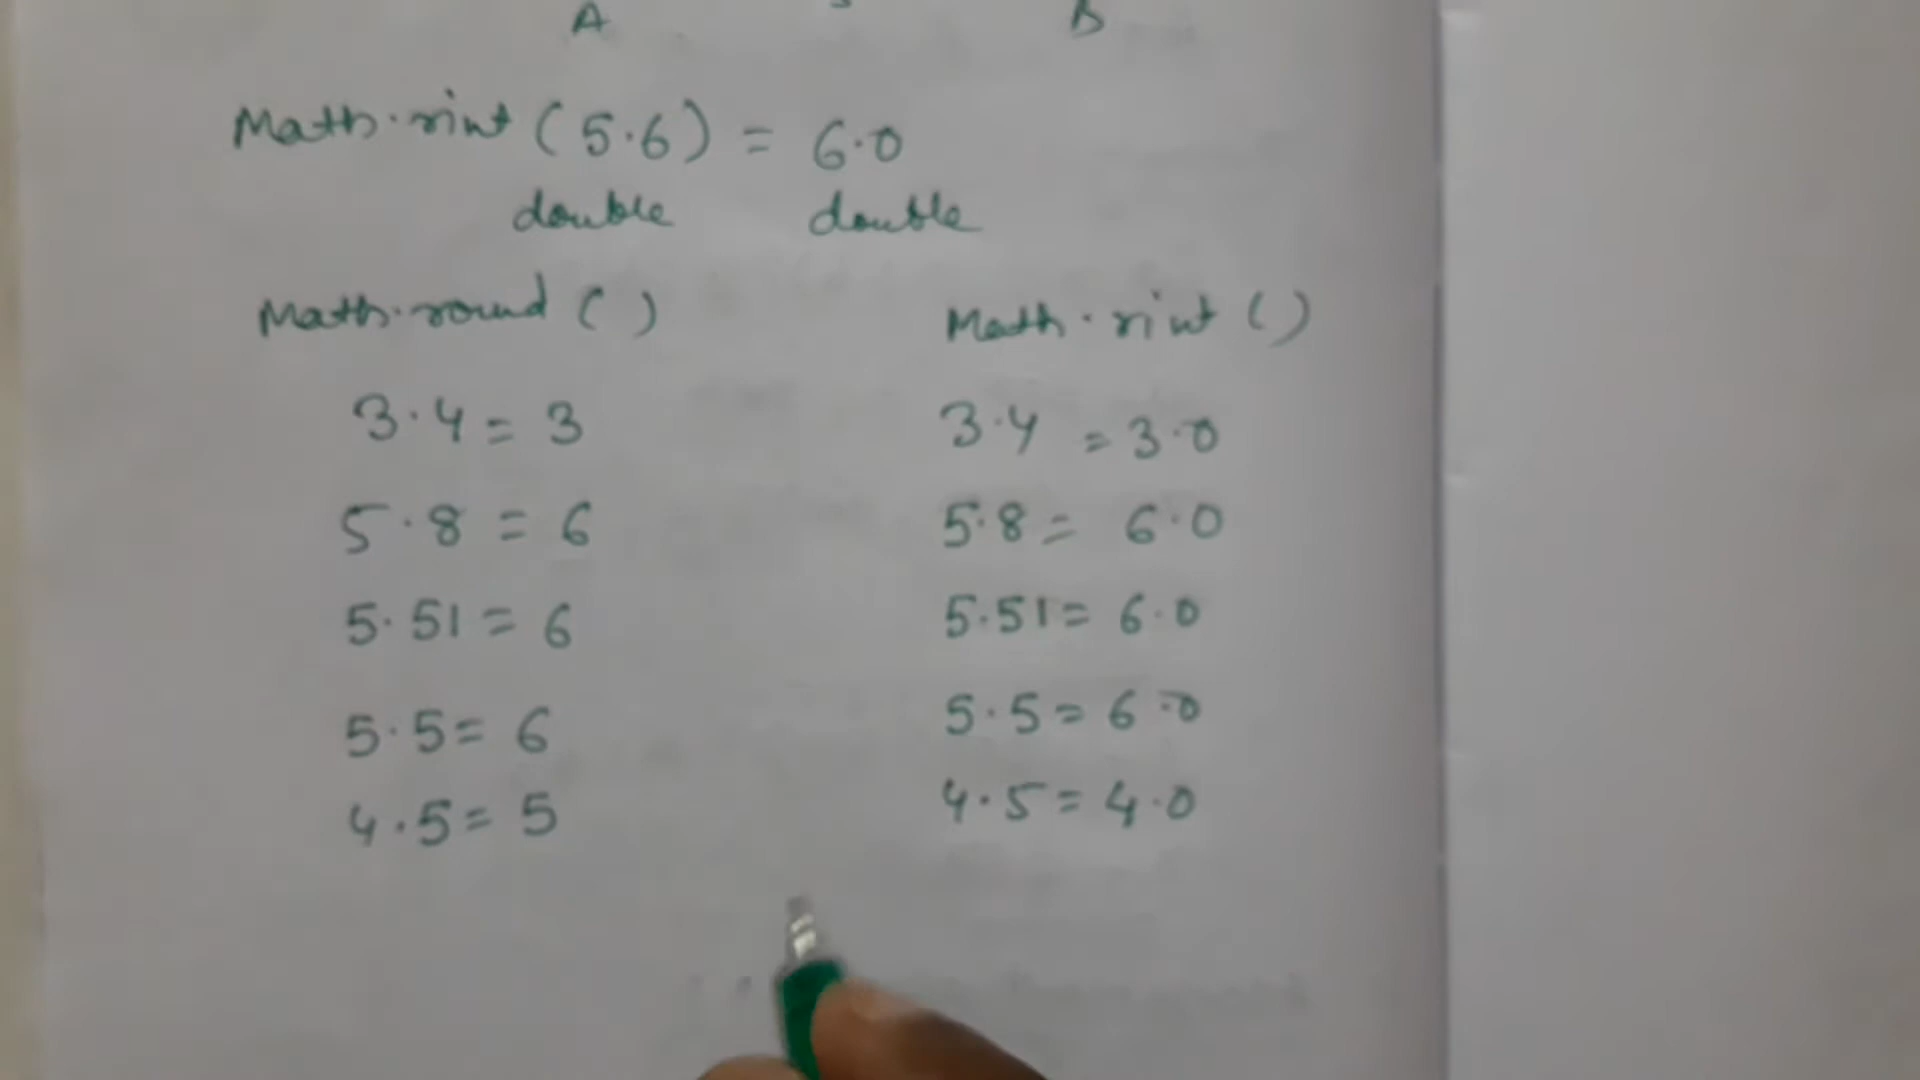 A B
Math.rint (5.6) = 6.0
double double
Math.round ( ) Math.rint ( )
3.4 = 3 3.4 = 3.0
5.8 = 6 5.8 = 6.0
5.51 = 6 5.51 = 6.0
5.5 = 6 5.5 = 6.0
4.5 = 5 4.5 = 4.0